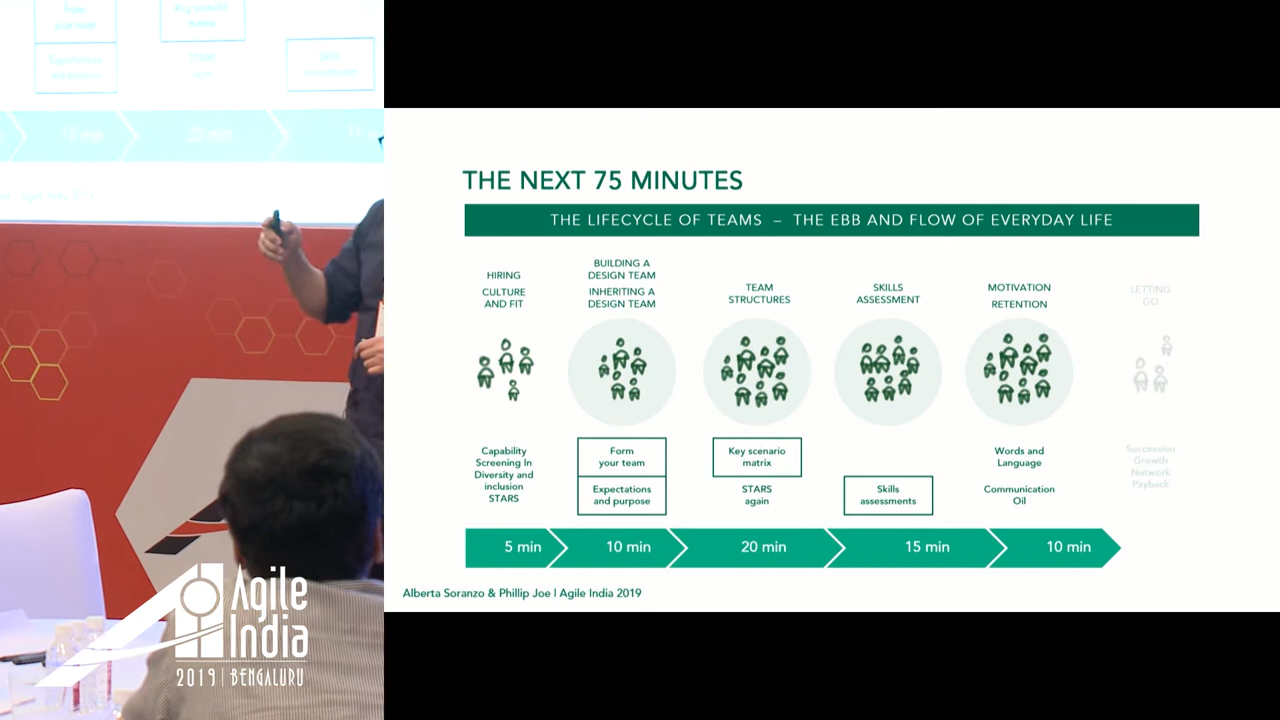 THE NEXT 75 MINUTES
THE LIFECYCLE OF TEAMS – THE EBB AND FLOW OF EVERYDAY LIFE
HIRING
CULTURE
AND FIT
BUILDING A
DESIGN TEAM
INHERITING A
DESIGN TEAM
TEAM
STRUCTURES
SKILLS
ASSESSMENT
MOTIVATION
RETENTION
LETTING
GO
Capability
Screening In
Diversity and
inclusion
STARS
Form
your team
Expectations
and purpose
Key scenario
matrix
STARS
again
Skills
assessments
Words and
Language
Communication
Oil
Succession
Growth
Network
Payback
5 min
10 min
20 min
15 min
10 min
Alberta Soranzo & Phillip Joe | Agile India 2019
Agile
India
2019 | BENGALURU